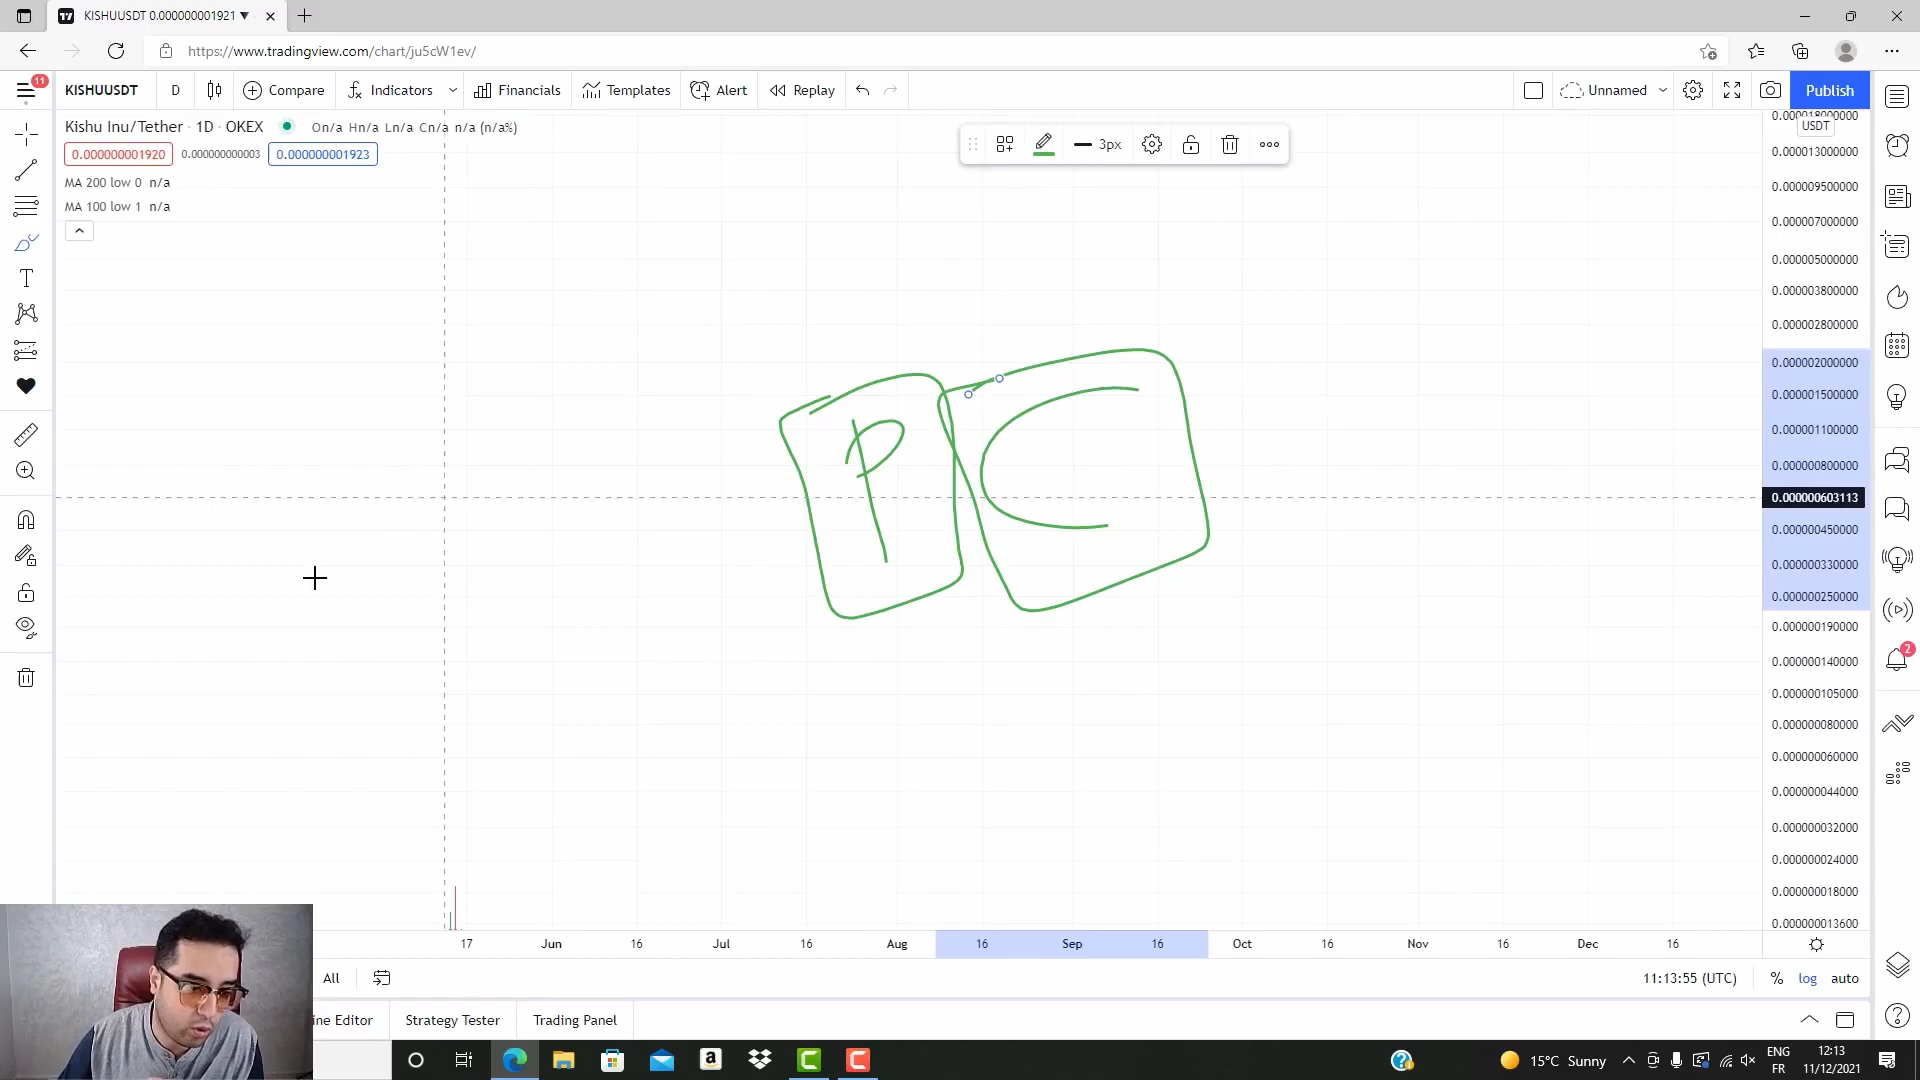 KISHUUSDT 0.000000001921 ▼
https://www.tradingview.com/chart/ju5cW1ev/
11
KISHUUSDT D Compare Indicators Financials Templates Alert Replay Unnamed Publish
Kishu Inu/Tether · 1D · OKEX On/a Hn/a Ln/a Cn/a n/a (n/a%)
0.000000001920 0.000000000003 0.000000001923
MA 200 low 0 n/a
MA 100 low 1 n/a
3px
USDT
0.000013000000
0.000009500000
0.000007000000
0.000005000000
0.000003800000
0.000002800000
0.000002000000
0.000001500000
0.000001100000
0.000000800000
0.000000603113
0.000000450000
0.000000330000
0.000000250000
0.000000190000
0.000000140000
0.000000105000
0.000000080000
0.000000060000
0.000000044000
0.000000032000
0.000000024000
0.000000018000
0.000000013600
P C
2
17 Jun 16 Jul 16 Aug 16 Sep 16 Oct 16 Nov 16 Dec 16
All 11:13:55 (UTC) % log auto
ine Editor Strategy Tester Trading Panel
15°C Sunny
ENG
FR
12:13
11/12/2021